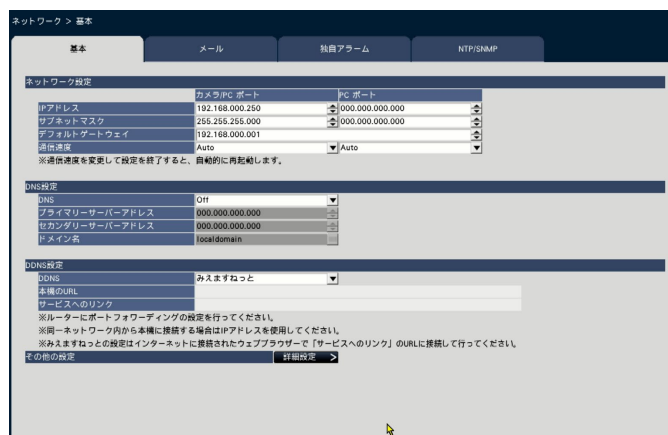 ネットワーク > 基本
基本 メール 独自アラーム NTP/SNMP
ネットワーク設定
カメラ/PC ポート PC ポート
IPアドレス 192.168.000.250 000.000.000.000
サブネットマスク 255.255.255.000 000.000.000.000
デフォルトゲートウェイ 192.168.000.001
通信速度 Auto Auto
※通信速度を変更して設定を終了すると、自動的に再起動します。
DNS設定
DNS Off
プライマリーサーバーアドレス 000.000.000.000
セカンダリーサーバーアドレス 000.000.000.000
ドメイン名 localdomain
DDNS設定
DDNS みえますねっと
本機のURL
サービスへのリンク
※ルーターにポートフォワーディングの設定を行ってください。
※同一ネットワーク内から本機に接続する場合はIPアドレスを使用してください。
※みえますねっとの設定はインターネットに接続されたウェブブラウザーで「サービスへのリンク」のURLに接続して行ってください。
その他の設定 詳細設定 >